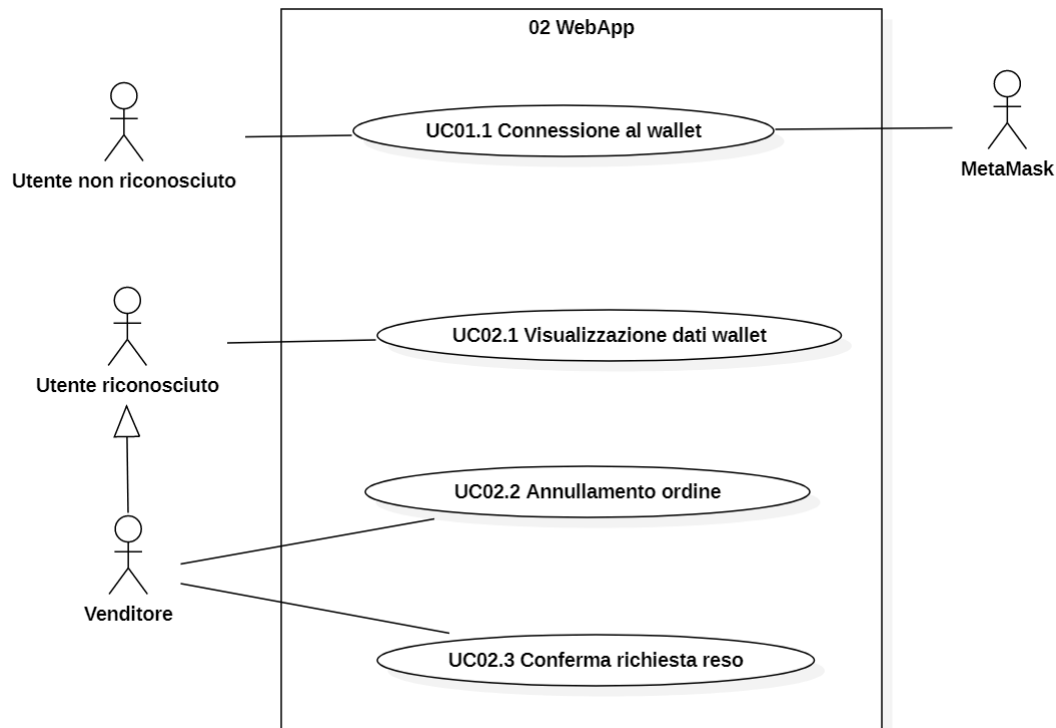 02 WebApp
UC01.1 Connessione al wallet
Utente non riconosciuto
MetaMask
UC02.1 Visualizzazione dati wallet
Utente riconosciuto
UC02.2 Annullamento ordine
Venditore
UC02.3 Conferma richiesta reso